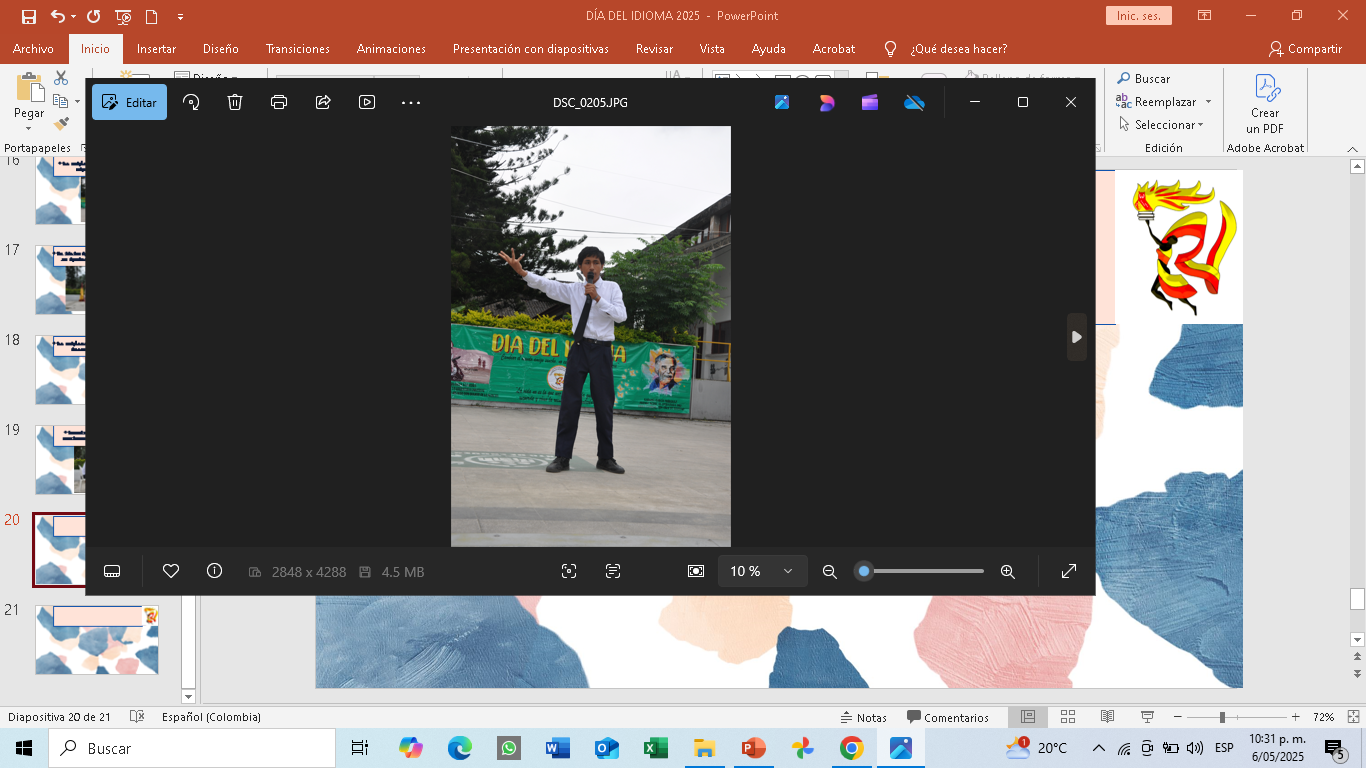 DÍA DEL IDIOMA 2025 - PowerPoint
Inic. ses.
Archivo Inicio Insertar Diseño Transiciones Animaciones Presentación con diapositivas Revisar Vista Ayuda Acrobat ¿Qué desea hacer? Compartir
Pegar
Portapapeles
Buscar
Reemplazar
Seleccionar
Edición
Crear
un PDF
Adobe Acrobat
Editar
DSC_0205.JPG
DIA DEL
16
17
18
19
20
21
2848 x 4288 4.5 MB
10 %
Diapositiva 20 de 21 Español (Colombia)
Notas Comentarios 72%
Buscar
1
20°C
ESP
10:31 p. m.
6/05/2025
5